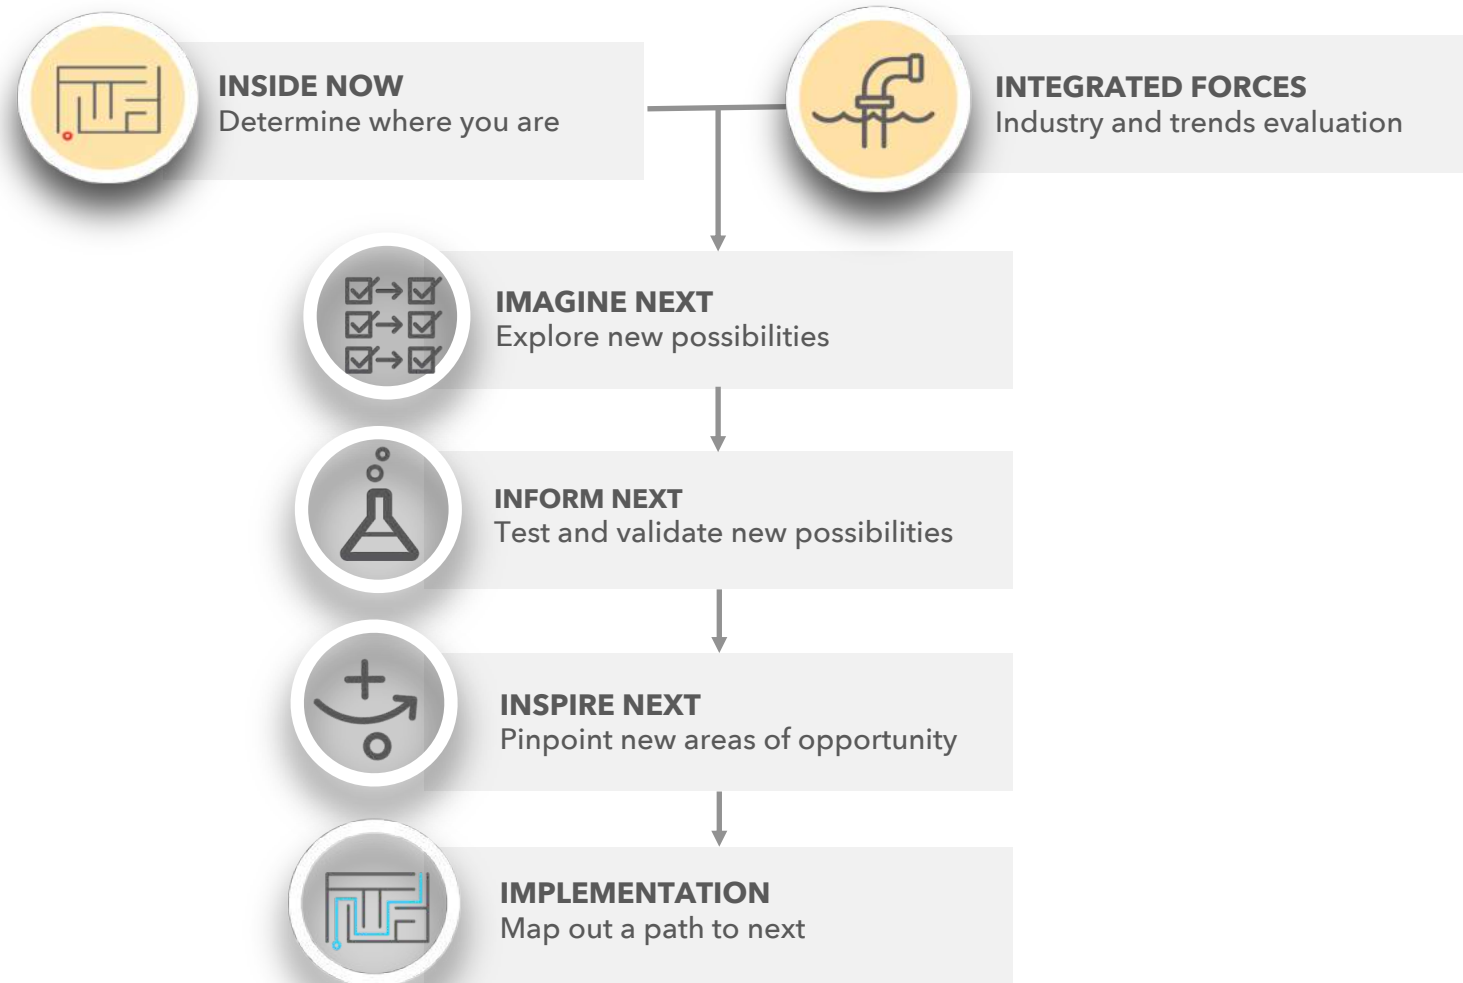 INSIDE NOW
Determine where you are
INTEGRATED FORCES
Industry and trends evaluation
IMAGINE NEXT
Explore new possibilities
INFORM NEXT
Test and validate new possibilities
INSPIRE NEXT
Pinpoint new areas of opportunity
IMPLEMENTATION
Map out a path to next